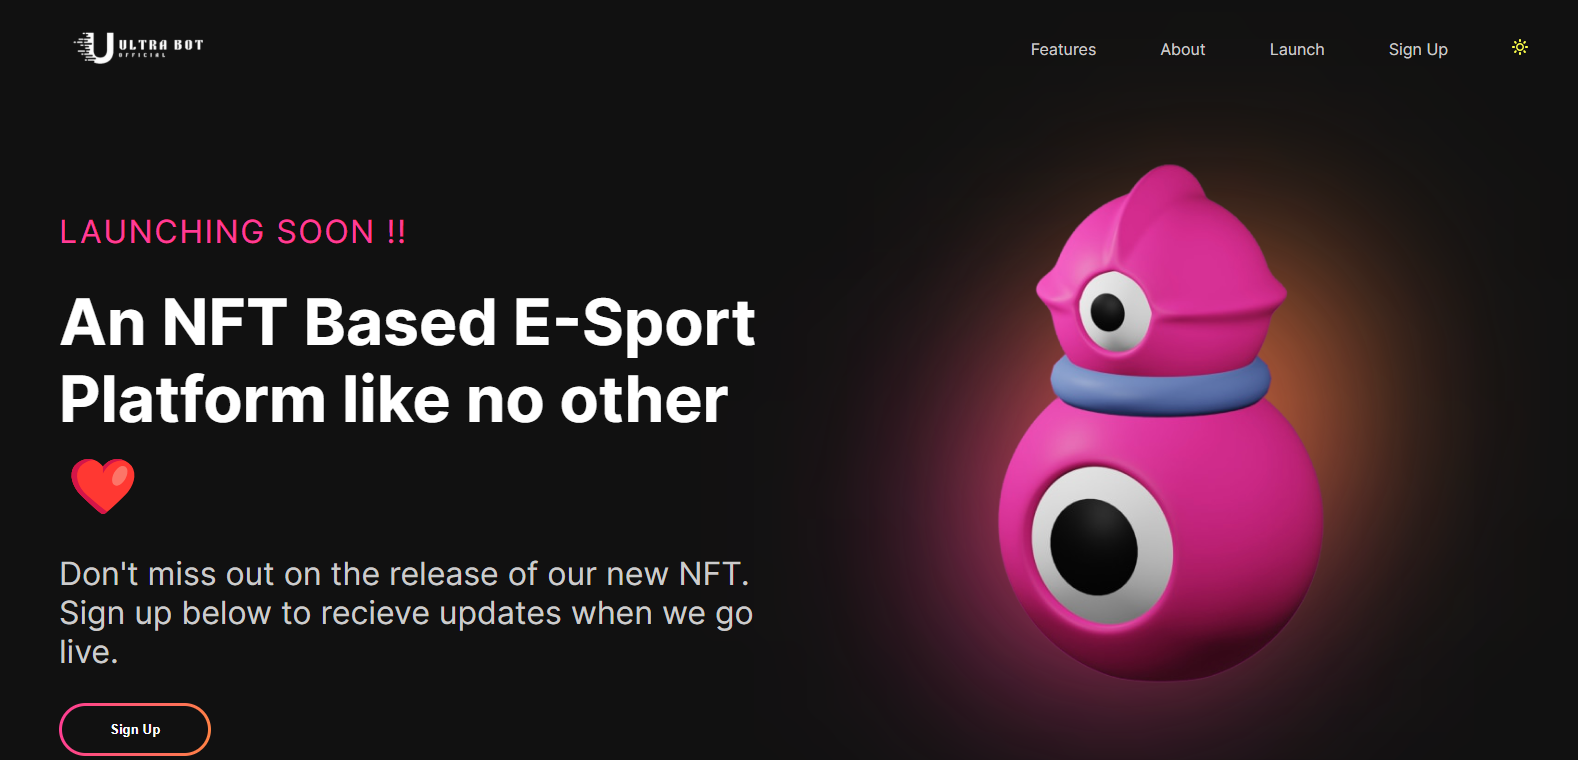 ULTRA BOT
OFFICIAL
Features
About
Launch
Sign Up
LAUNCHING SOON !!
An NFT Based E-Sport
Platform like no other
❤️
Don't miss out on the release of our new NFT.
Sign up below to recieve updates when we go
live.
Sign Up